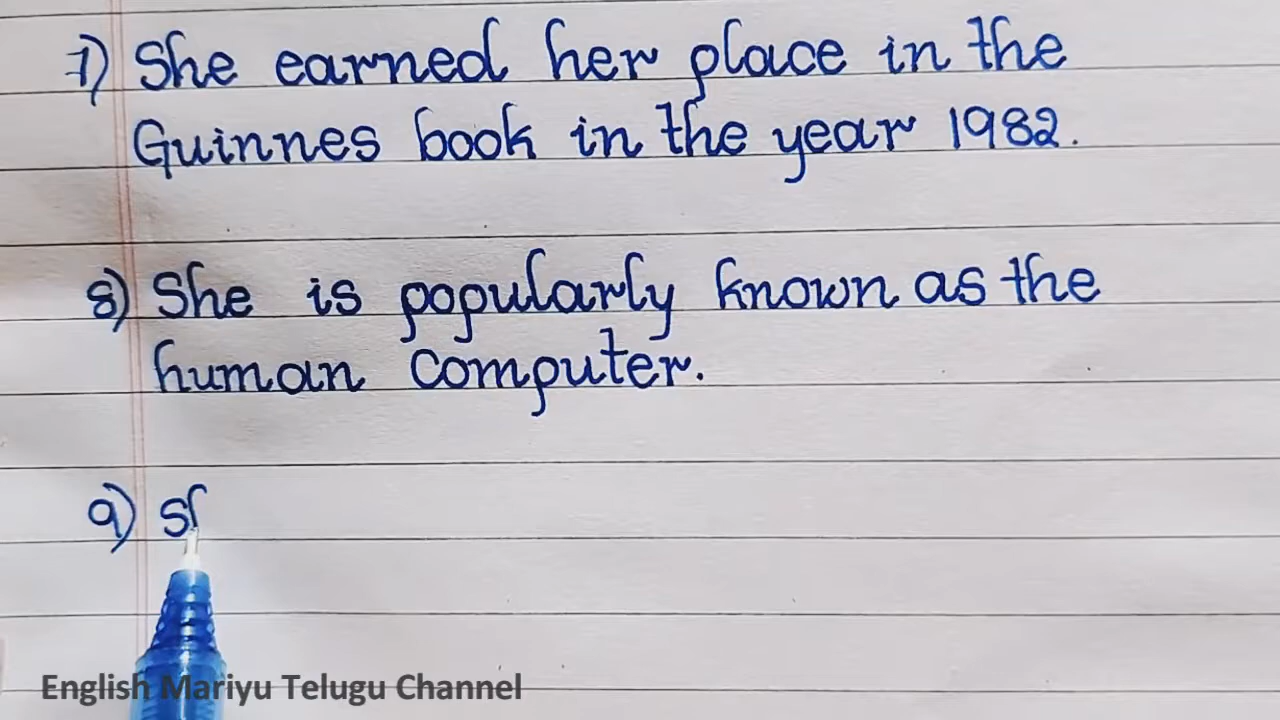 7) She earned her place in the
Guinnes book in the year 1982.
8) She is popularly known as the
human computer.
9) s
English Mariyu Telugu Channel